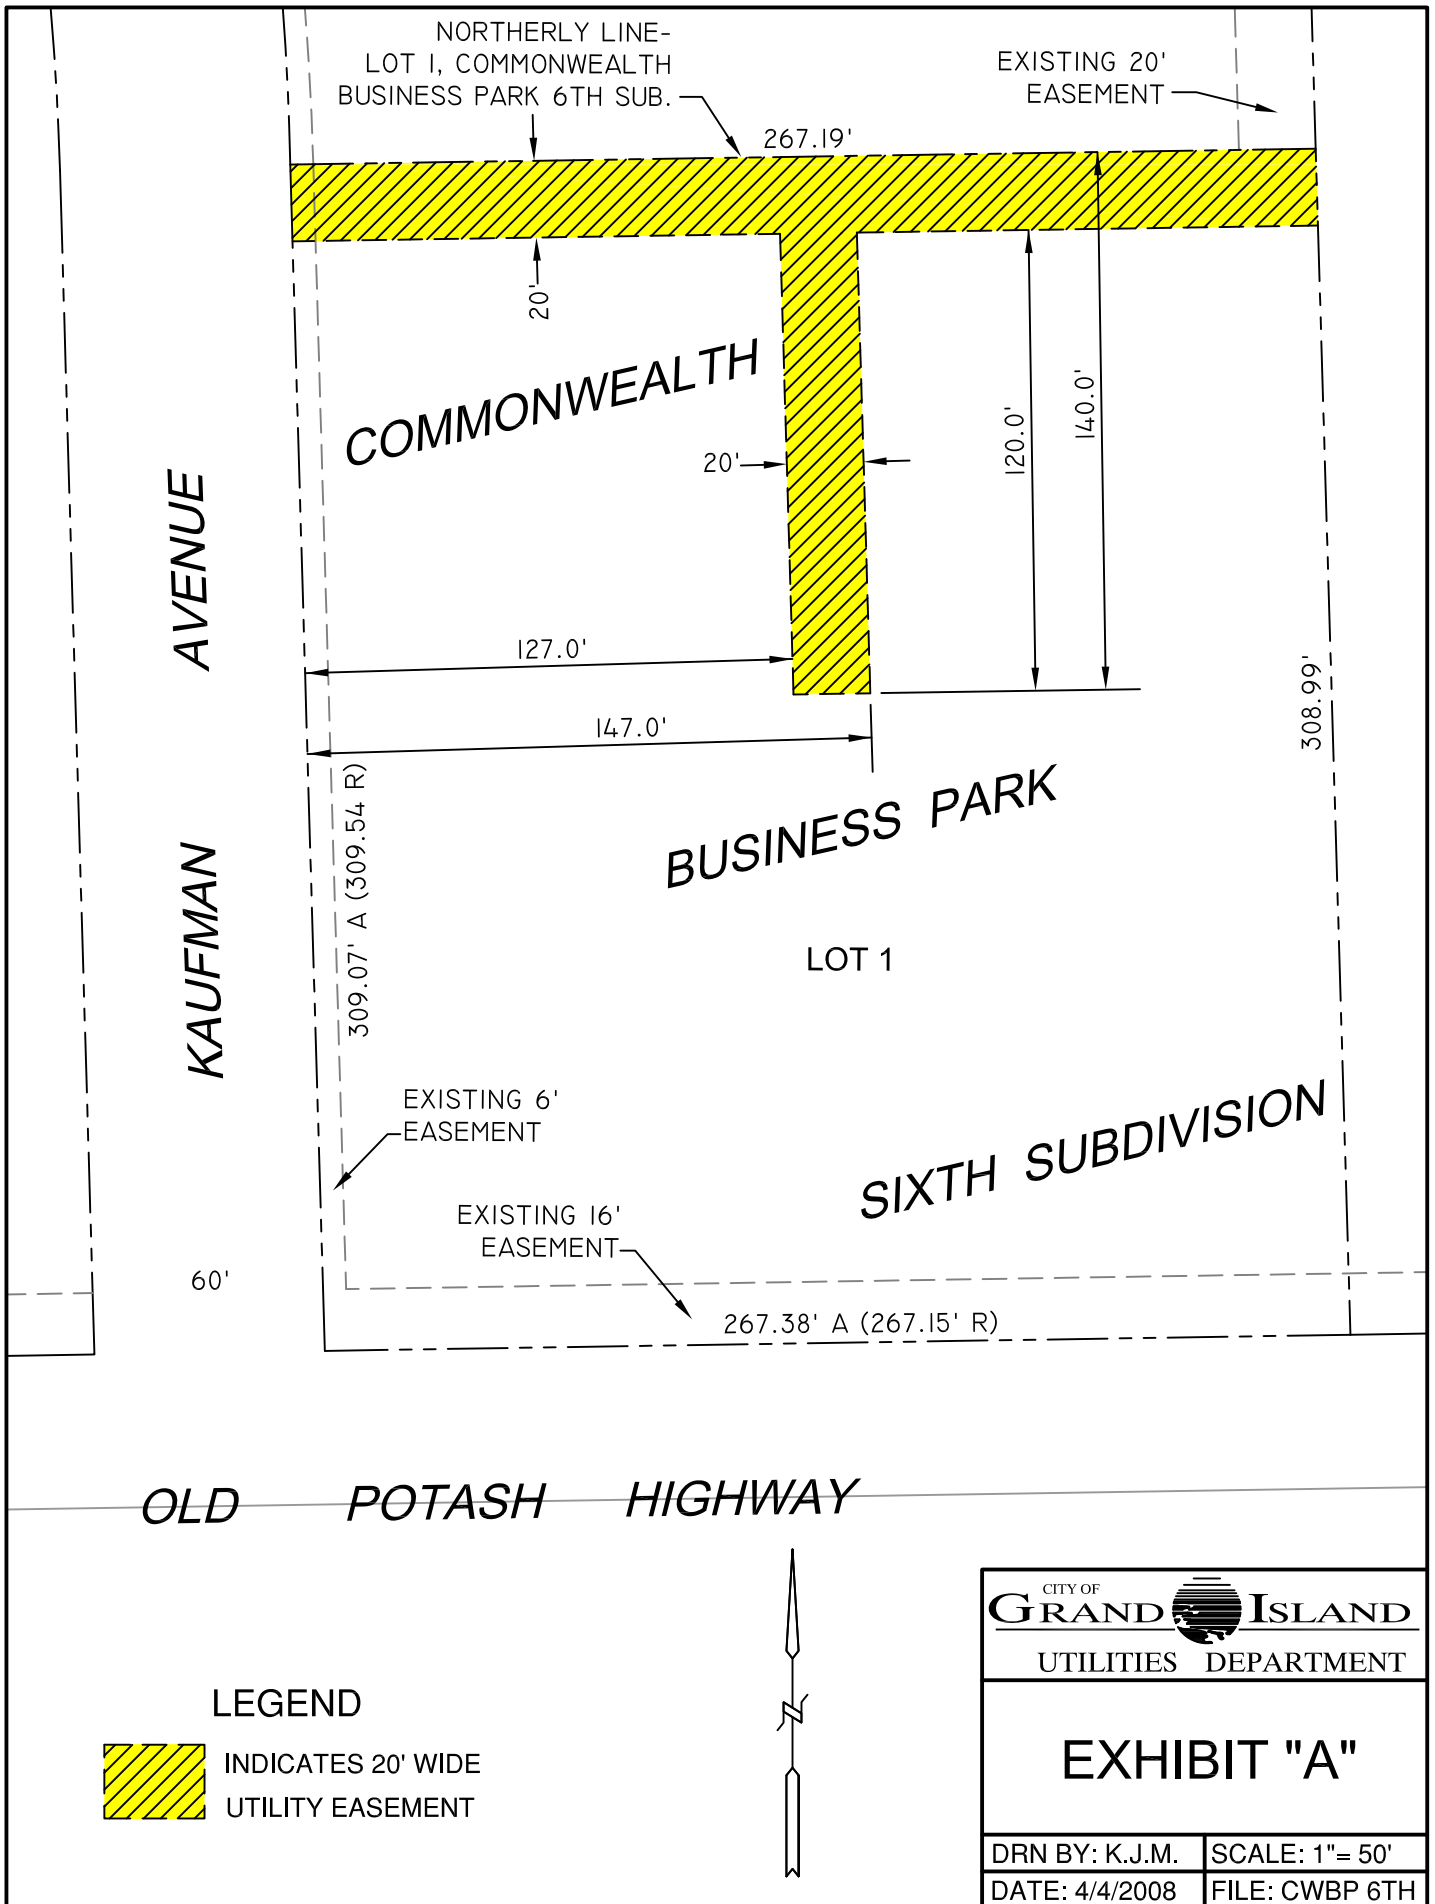 NORTHERLY LINE-
LOT 1, COMMONWEALTH
BUSINESS PARK 6TH SUB.
EXISTING 20'
EASEMENT
267.19'
20'
COMMONWEALTH
20'
120.0'
140.0'
AVENUE
127.0'
147.0'
308.99'
309.07' A (309.54 R)
BUSINESS PARK
KAUFMAN
LOT 1
EXISTING 6'
EASEMENT
SIXTH SUBDIVISION
EXISTING 16'
EASEMENT
60'
267.38' A (267.15' R)
OLD POTASH HIGHWAY
CITY OF
GRAND ISLAND
UTILITIES DEPARTMENT
LEGEND
INDICATES 20' WIDE
UTILITY EASEMENT
EXHIBIT "A"
DRN BY: K.J.M.
SCALE: 1"= 50'
DATE: 4/4/2008
FILE: CWBP 6TH